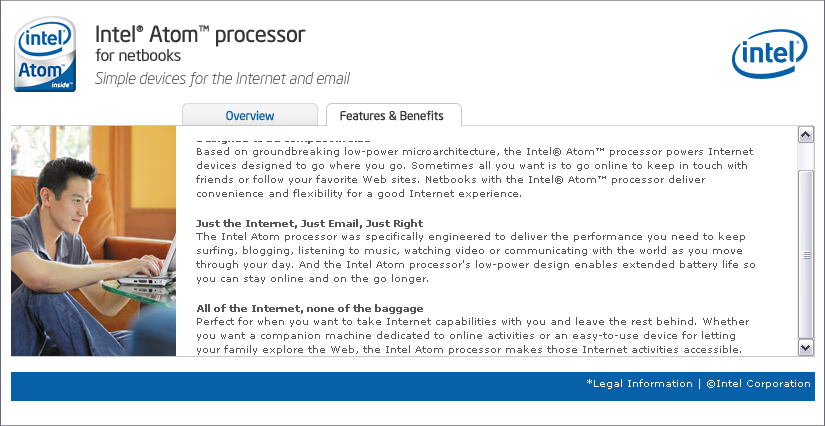 intel
Atom™
inside™
Intel® Atom™ processor
for netbooks
Simple devices for the Internet and email
intel
Overview
Features & Benefits
Based on groundbreaking low-power microarchitecture, the Intel® Atom™ processor powers Internet
devices designed to go where you go. Sometimes all you want is to go online to keep in touch with
friends or follow your favorite Web sites. Netbooks with the Intel® Atom™ processor deliver
convenience and flexibility for a good Internet experience.
Just the Internet, Just Email, Just Right
The Intel Atom processor was specifically engineered to deliver the performance you need to keep
surfing, blogging, listening to music, watching video or communicating with the world as you move
through your day. And the Intel Atom processor's low-power design enables extended battery life so
you can stay online and on the go longer.
All of the Internet, none of the baggage
Perfect for when you want to take Internet capabilities with you and leave the rest behind. Whether
you want a companion machine dedicated to online activities or an easy-to-use device for letting
your family explore the Web, the Intel Atom processor makes those Internet activities accessible.
*Legal Information | ©Intel Corporation